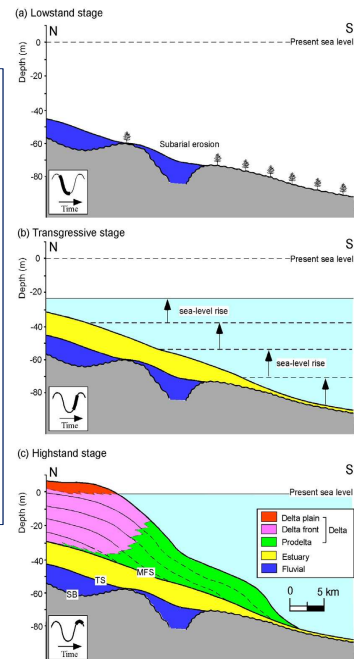 (a) Lowstand stage
N S
Present sea level
Depth (m)
0
-20
-40
-60
-80
Subarial erosion
Time
(b) Transgressive stage
N S
Present sea level
Depth (m)
0
-20
-40
-60
-80
sea-level rise
sea-level rise
Time
(c) Highstand stage
N S
Present sea level
Depth (m)
0
-20
-40
-60
-80
Delta plain
Delta front
Prodelta
Delta
Estuary
Fluvial
0 5 km
MFS
TS
SB
Time